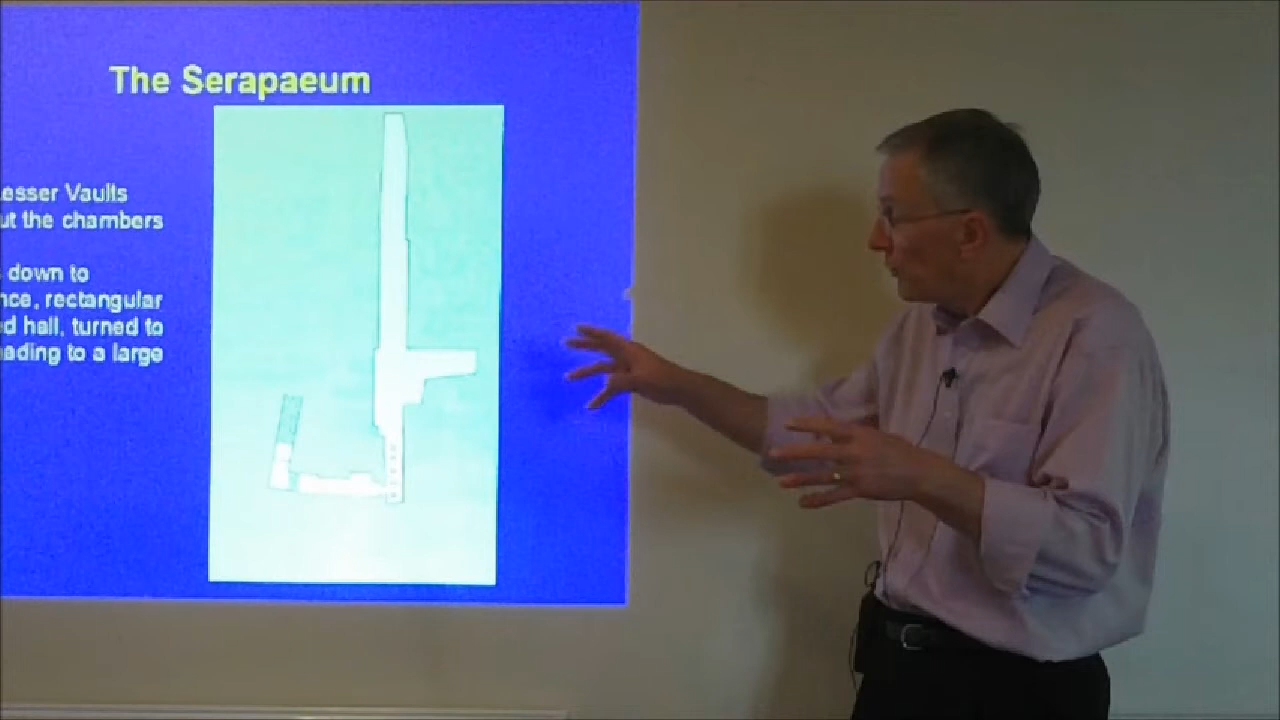 The Serapaeum
esser Vaults
ut the chambers
down to
nce, rectangular
d hall, turned to
ading to a large